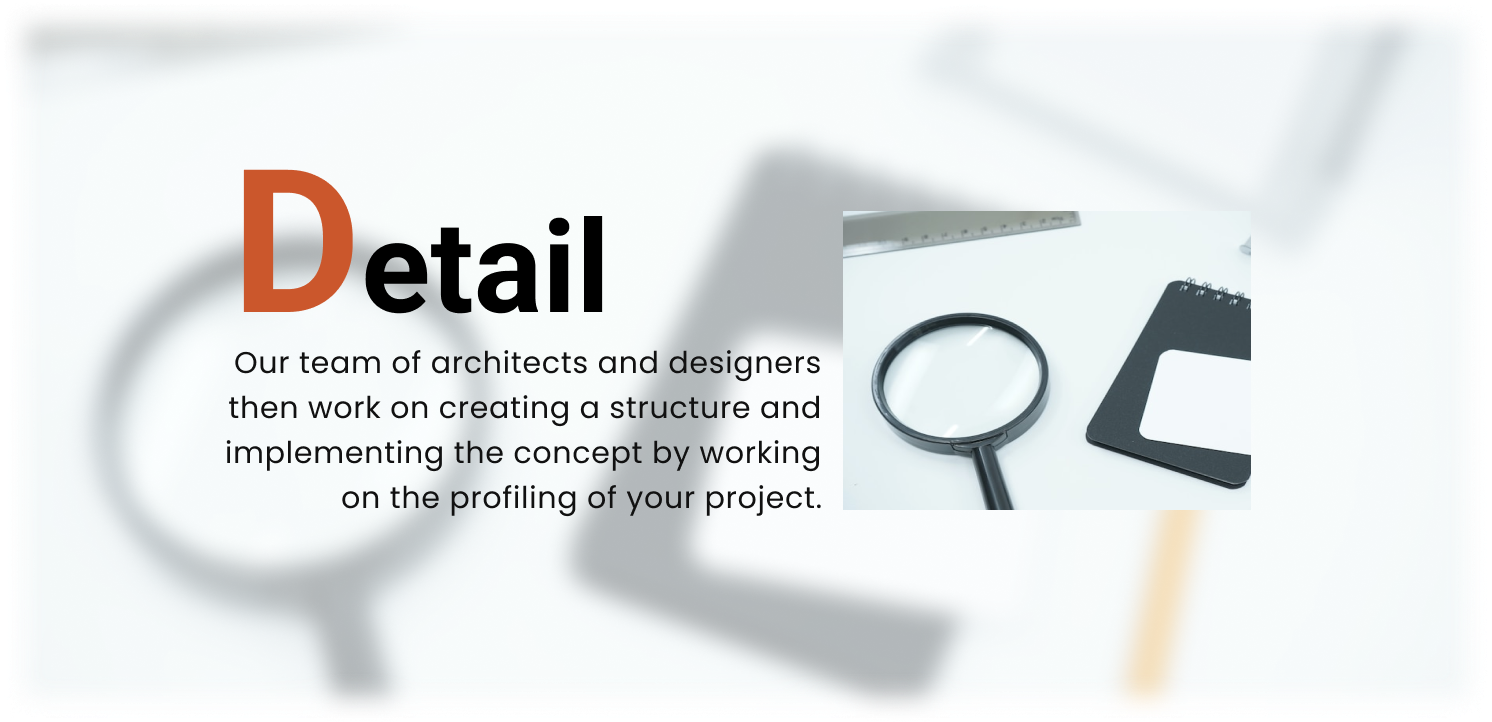 Detail
Our team of architects and designers
then work on creating a structure and
implementing the concept by working
on the profiling of your project.